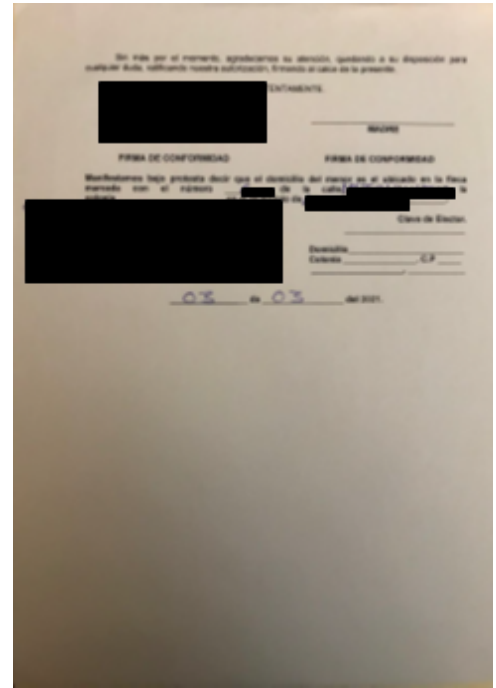 Sin más por el momento, agradecemos su atención, quedando a su disposición para
cualquier duda, ratificando nuestra autorización, firmando al calce de la presente.
TENTAMENTE.
MADRE
FIRMA DE CONFORMIDAD FIRMA DE CONFORMIDAD
Manifestamos bajo protesta decir que el domicilio del menor es el ubicado en la finca
marcada con el número de la calle la
Clave de Elector.
Domicilio
Colonia C.P
03 de 03 del 2021.